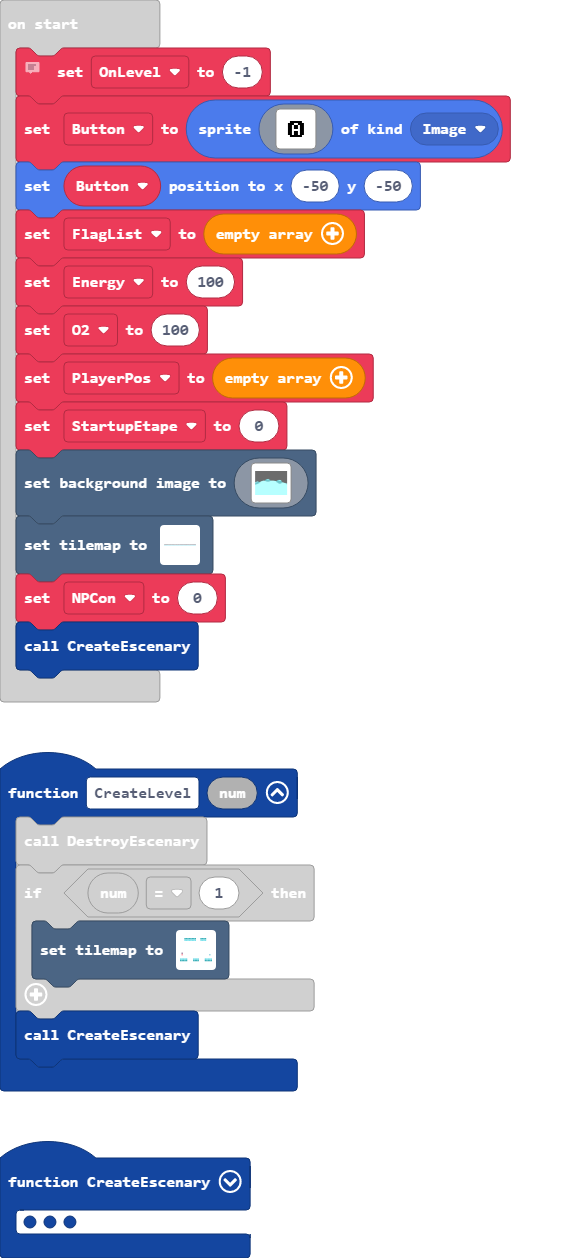 on start
set OnLevel to -1
set Button to sprite A of kind Image
set Button position to x -50 y -50
set FlagList to empty array
set Energy to 100
set O2 to 100
set PlayerPos to empty array
set StartupEtape to 0
set background image to
set tilemap to
set NPCon to 0
call CreateEscenary
function CreateLevel num
call DestroyEscenary
if num = 1 then
set tilemap to
call CreateEscenary
function CreateEscenary